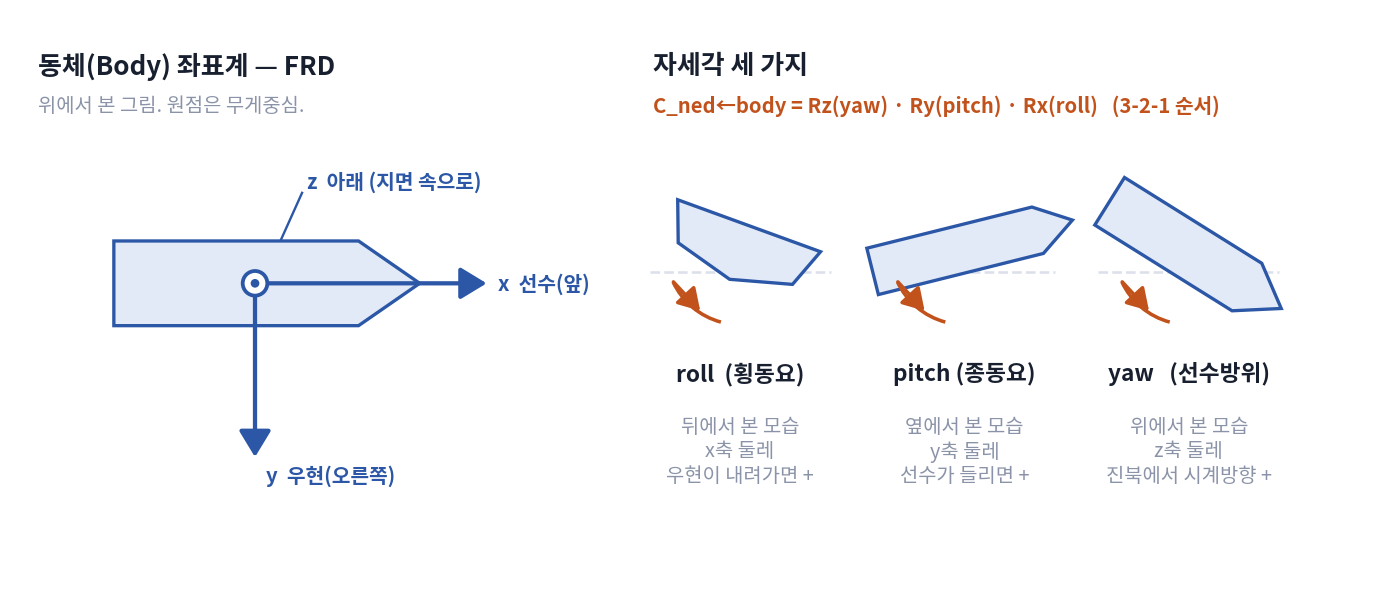 동체(Body) 좌표계 — FRD
위에서 본 그림. 원점은 무게중심.
z 아래 (지면 속으로)
x 선수(앞)
y 우현(오른쪽)
자세각 세 가지
C_ned←body = Rz(yaw) · Ry(pitch) · Rx(roll) (3-2-1 순서)
roll (횡동요)
뒤에서 본 모습
x축 둘레
우현이 내려가면 +
pitch (종동요)
옆에서 본 모습
y축 둘레
선수가 들리면 +
yaw (선수방위)
위에서 본 모습
z축 둘레
진북에서 시계방향 +